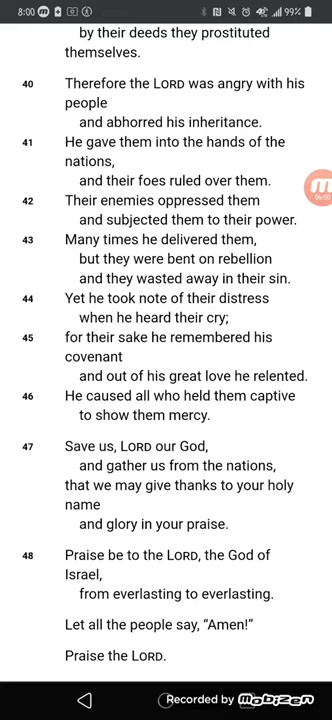 8:00 99%
by their deeds they prostituted
themselves.
40 Therefore the LORD was angry with his
people
and abhorred his inheritance.
41 He gave them into the hands of the
nations,
and their foes ruled over them.
42 Their enemies oppressed them
and subjected them to their power.
43 Many times he delivered them,
but they were bent on rebellion
and they wasted away in their sin.
44 Yet he took note of their distress
when he heard their cry;
45 for their sake he remembered his
covenant
and out of his great love he relented.
46 He caused all who held them captive
to show them mercy.
47 Save us, LORD our God,
and gather us from the nations,
that we may give thanks to your holy
name
and glory in your praise.
48 Praise be to the LORD, the God of
Israel,
from everlasting to everlasting.
Let all the people say, “Amen!”
Praise the LORD.
Recorded by mobizen